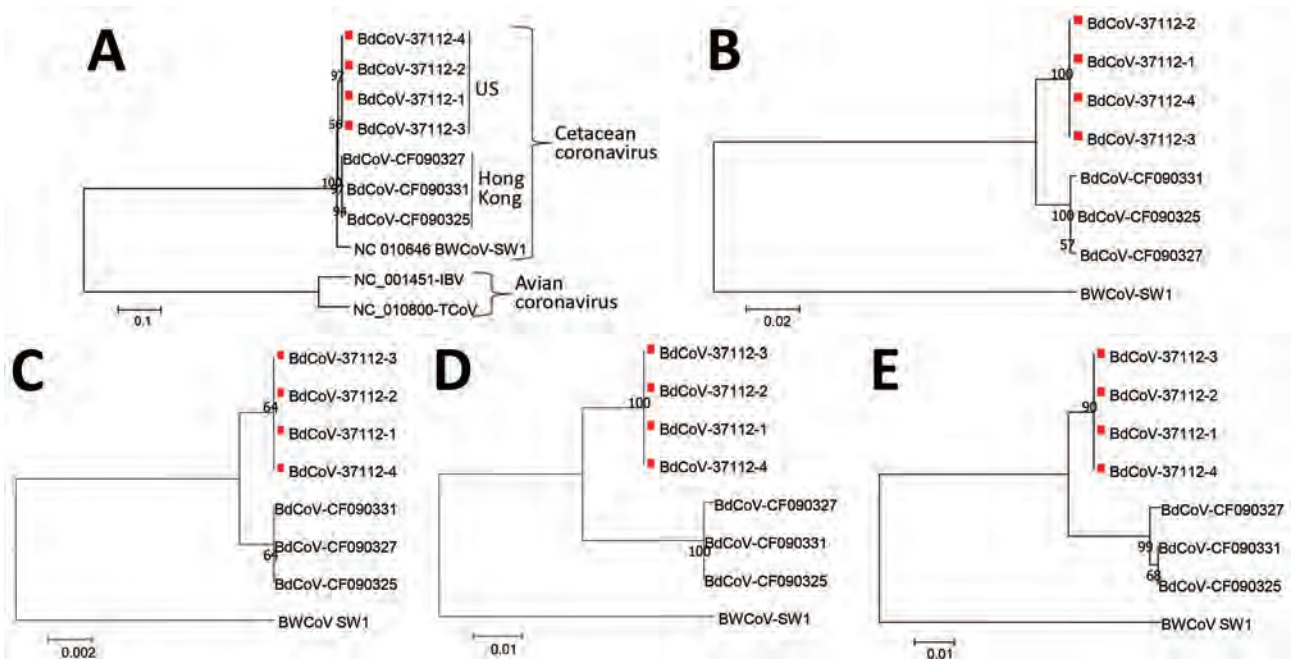 A
BdCoV-37112-4
BdCoV-37112-2
97
BdCoV-37112-1
US
56
BdCoV-37112-3
Cetacean
coronavirus
BdCoV-CF090327
100
97
BdCoV-CF090331
Hong
Kong
96
BdCoV-CF090325
NC 010646 BWCoV-SW1
NC_001451-IBV
NC_010800-TCoV
Avian
coronavirus
0.1
B
BdCoV-37112-2
BdCoV-37112-1
100
BdCoV-37112-4
BdCoV-37112-3
BdCoV-CF090331
BdCoV-CF090325
100
57
BdCoV-CF090327
BWCoV-SW1
0.02
C
BdCoV-37112-3
BdCoV-37112-2
64
BdCoV-37112-1
BdCoV-37112-4
BdCoV-CF090331
BdCoV-CF090327
64
BdCoV-CF090325
BWCoV SW1
0.002
D
BdCoV-37112-3
BdCoV-37112-2
100
BdCoV-37112-1
BdCoV-37112-4
BdCoV-CF090327
BdCoV-CF090331
100
BdCoV-CF090325
BWCoV-SW1
0.01
E
BdCoV-37112-3
BdCoV-37112-2
90
BdCoV-37112-1
BdCoV-37112-4
BdCoV-CF090327
99
BdCoV-CF090331
68
BdCoV-CF090325
BWCoV SW1
0.01